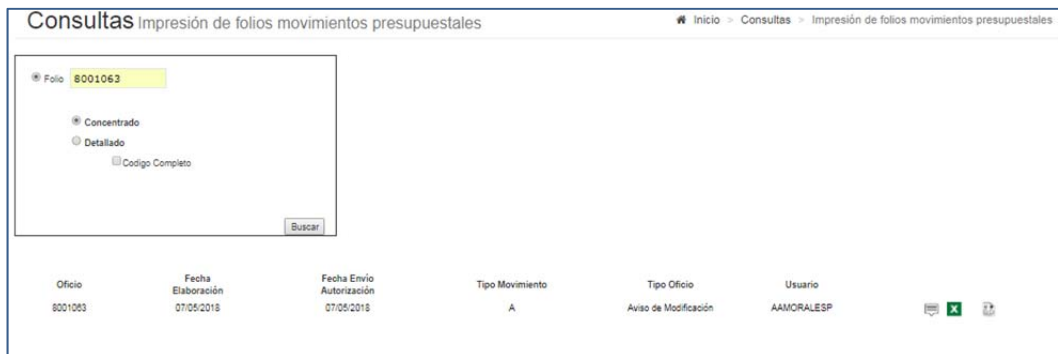 Consultas Impresión de folios movimientos presupuestales
Inicio > Consultas > Impresión de folios movimientos presupuestales
Folio 8001063
Concentrado
Detallado
Codigo Completo
Buscar
Oficio Fecha Elaboración Fecha Envío Autorización Tipo Movimiento Tipo Oficio Usuario
8001063 07/05/2018 07/05/2018 A Aviso de Modificación AAMORALESP